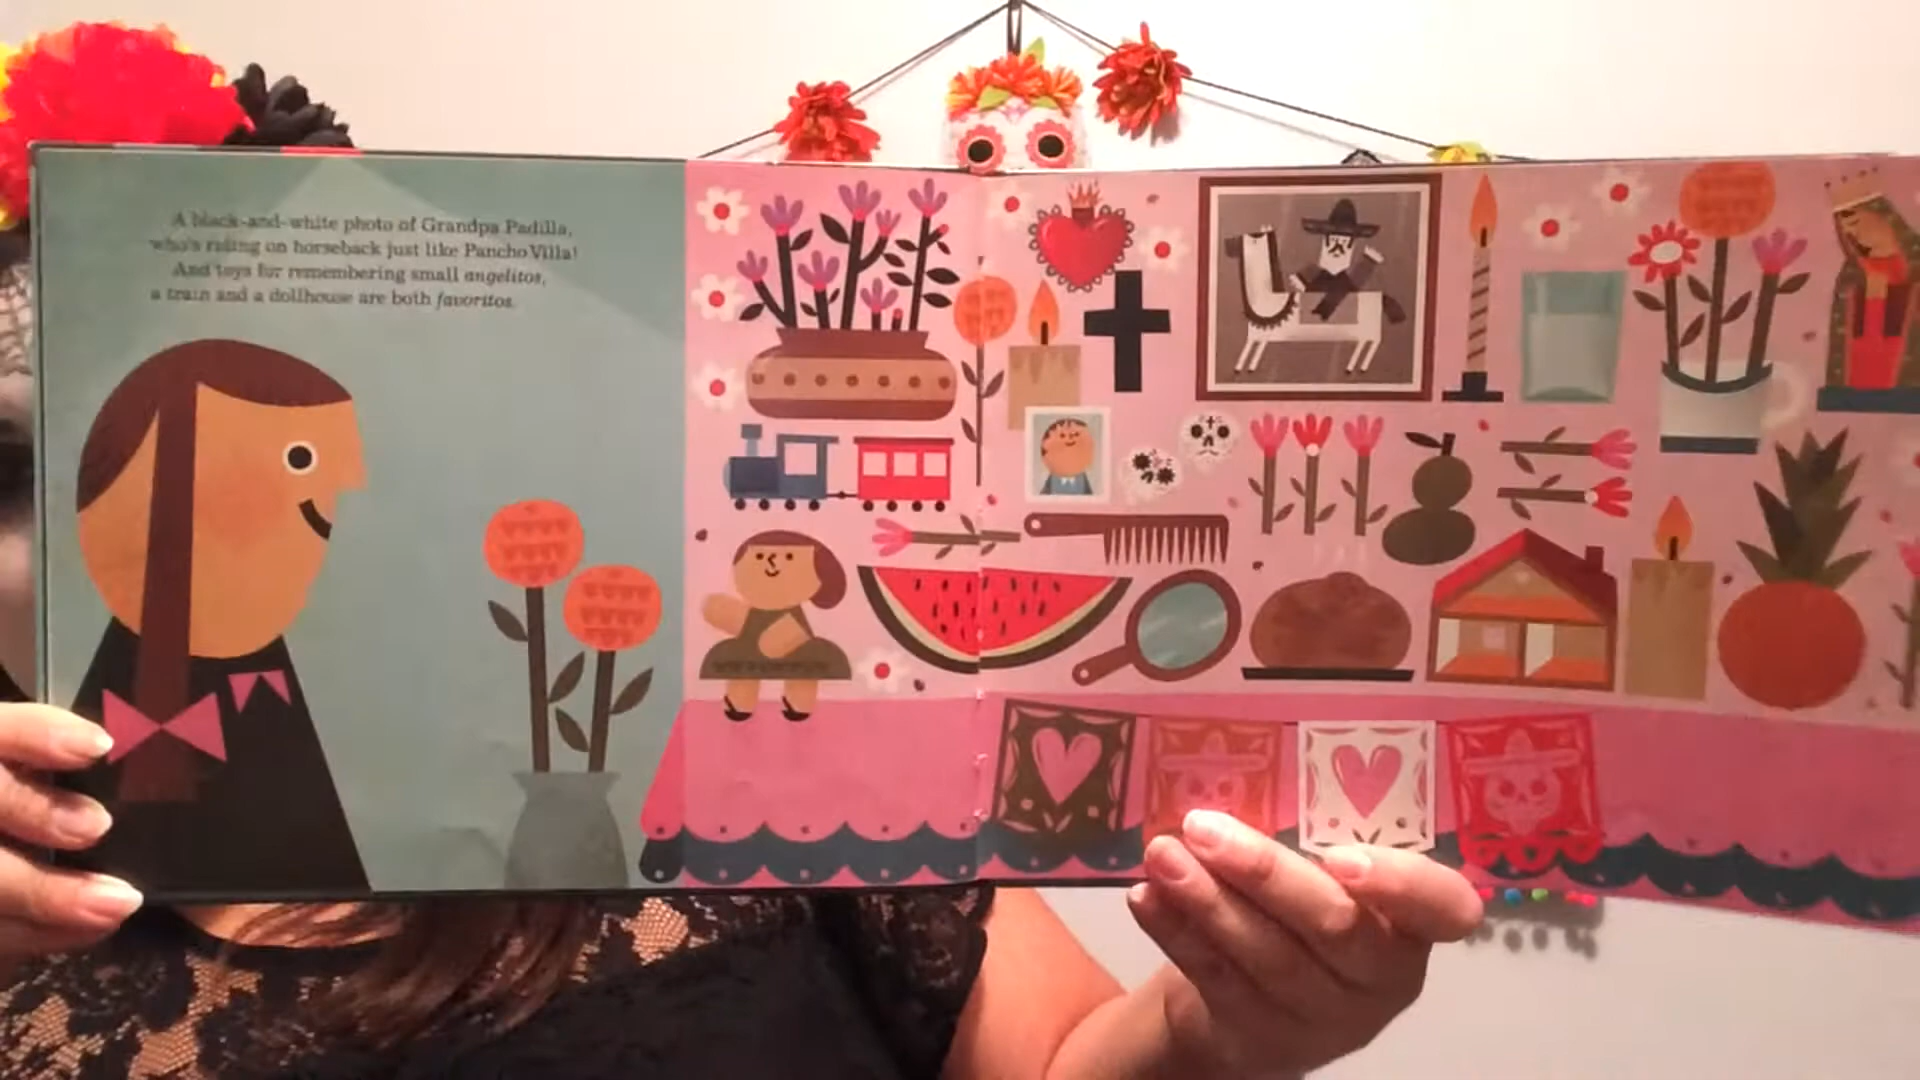 A black-and-white photo of Grandpa Padilla,
who's riding on horseback just like Pancho Villa!
And toys for remembering small angelitos,
a train and a dollhouse are both favoritos.